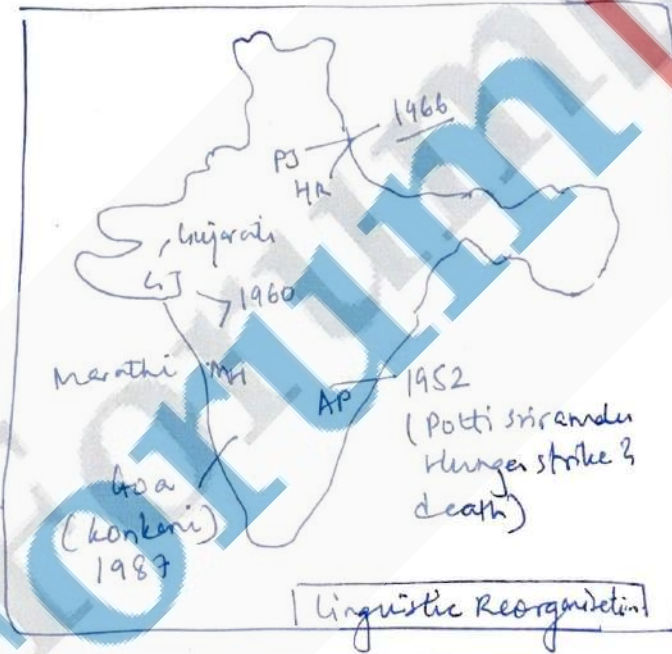 1966
PJ
HR
Gujarati
GJ
1960
Marathi MH
AP
1952
(Potti sriramulu
Hunger strike &
death)
Goa
(konkani)
1987
Linguistic Reorganisation
orum